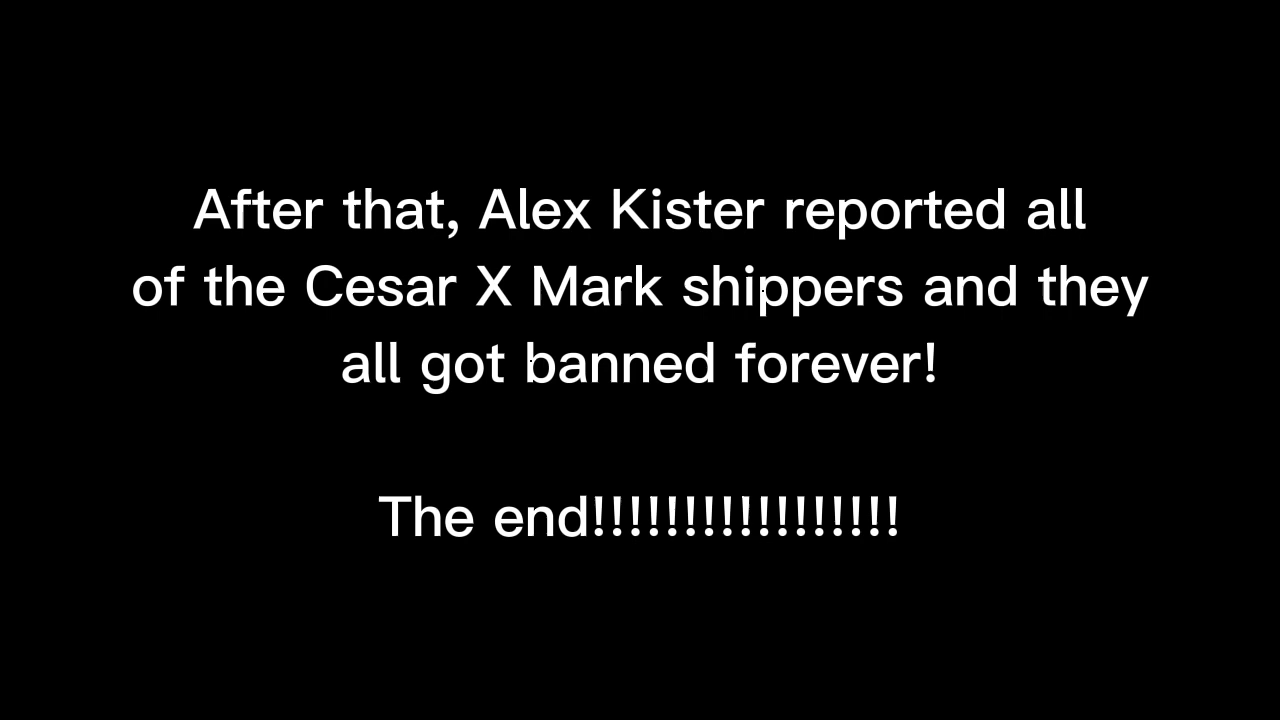 After that, Alex Kister reported all
of the Cesar X Mark shippers and they
all got banned forever!
The end!!!!!!!!!!!!!!!!!